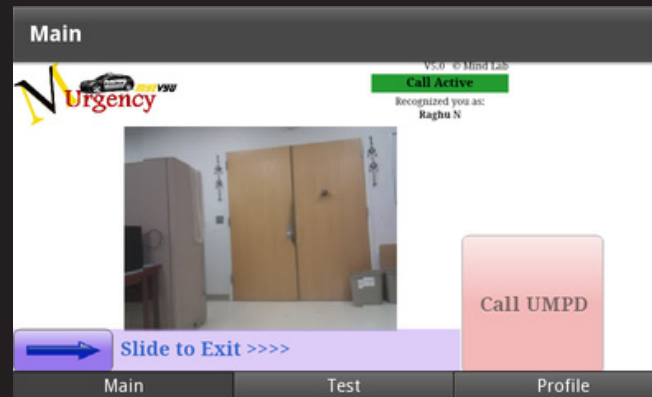 Main
V5.0 © Mind Lab
Call Active
Recognized you as:
Raghu N
M Urgency
Call UMPD
Slide to Exit >>>>
Main Test Profile